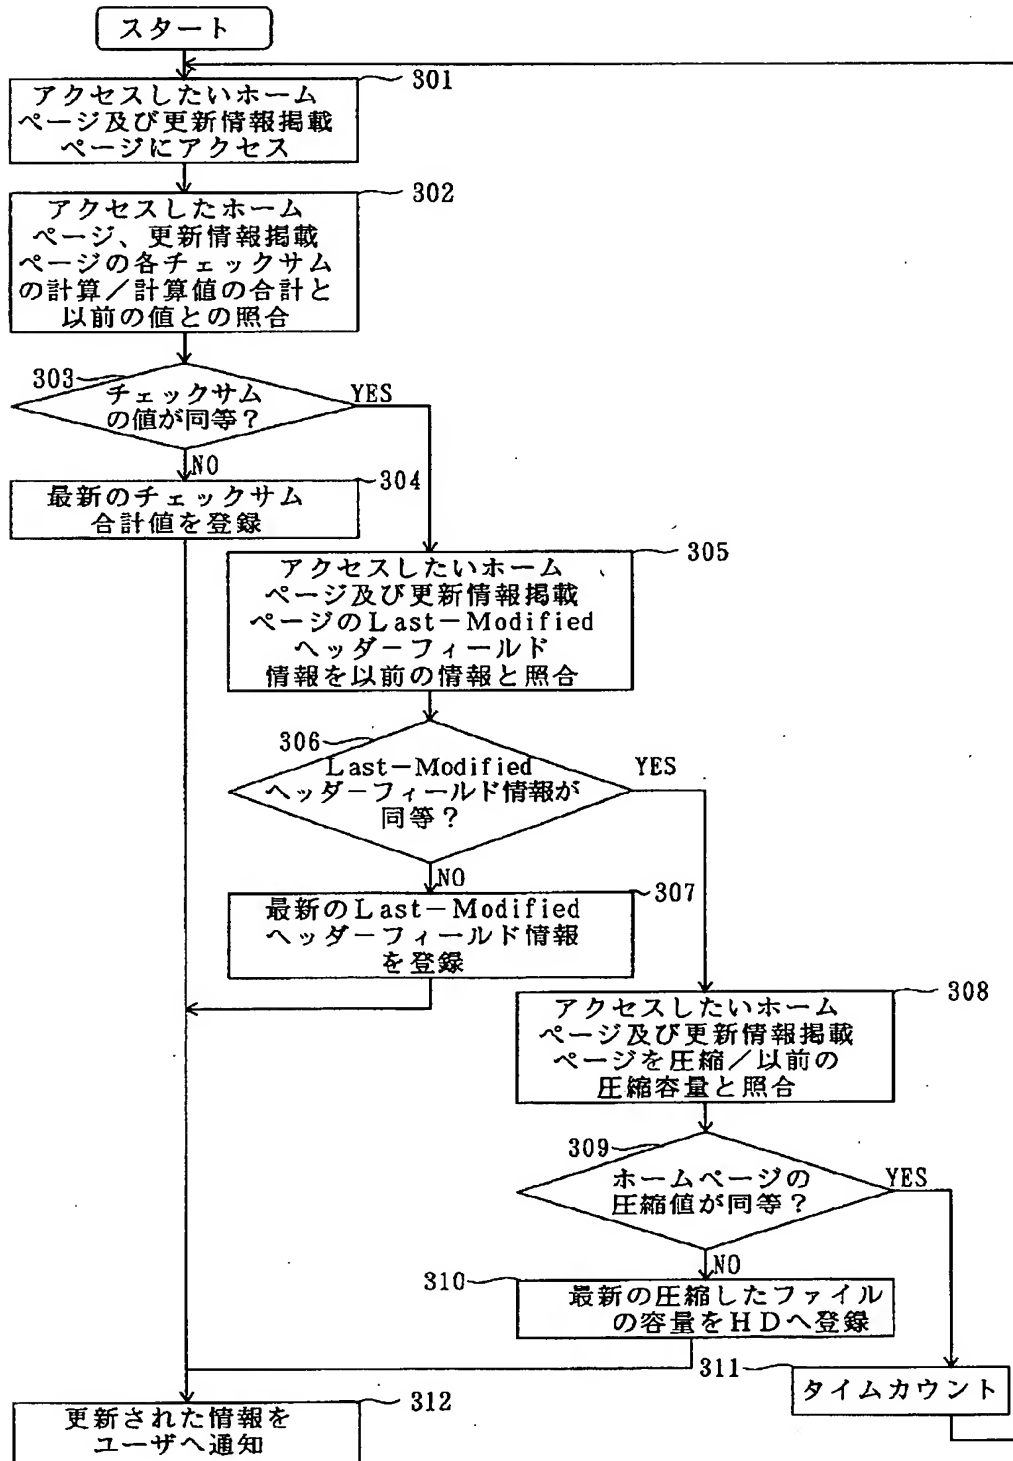 スタート
301
アクセスしたいホーム
ページ及び更新情報掲載
ページにアクセス
302
アクセスしたホーム
ページ、更新情報掲載
ページの各チェックサム
の計算／計算値の合計と
以前の値との照合
303
チェックサム
の値が同等？
YES
NO
304
最新のチェックサム
合計値を登録
305
アクセスしたいホーム
ページ及び更新情報掲載
ページのLast－Modified
ヘッダーフィールド
情報を以前の情報と照合
306
Last－Modified
ヘッダーフィールド情報が
同等？
YES
NO
307
最新のLast－Modified
ヘッダーフィールド情報
を登録
308
アクセスしたいホーム
ページ及び更新情報掲載
ページを圧縮／以前の
圧縮容量と照合
309
ホームページの
圧縮値が同等？
YES
NO
310
最新の圧縮したファイル
の容量をHDへ登録
311
タイムカウント
312
更新された情報を
ユーザへ通知